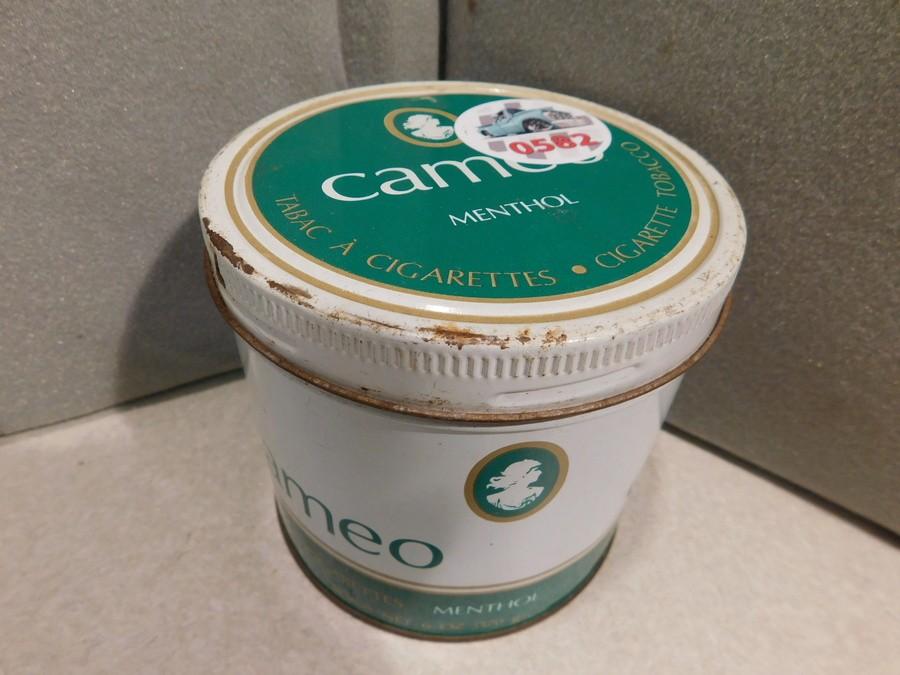 0582
cameo
MENTHOL
TABAC À CIGARETTES • CIGARETTE TOBACCO
ameo
MENTHOL